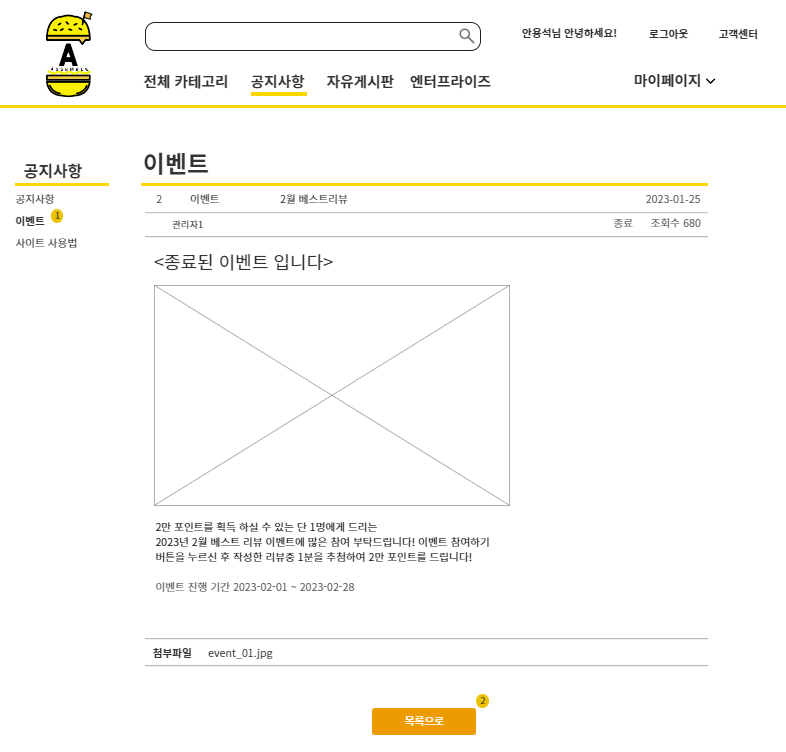 안용석님 안녕하세요!
로그아웃
고객센터
A
ASSEMBLE
전체 카테고리
공지사항
자유게시판
엔터프라이즈
마이페이지
공지사항
공지사항
이벤트 1
사이트 사용법
이벤트
2 이벤트 2월 베스트리뷰 2023-01-25
관리자1 종료 조회수 680
<종료된 이벤트 입니다>
2만 포인트를 획득 하실 수 있는 단 1명에게 드리는
2023년 2월 베스트 리뷰 이벤트에 많은 참여 부탁드립니다! 이벤트 참여하기
버튼을 누르신 후 작성한 리뷰중 1분을 추첨하여 2만 포인트를 드립니다!
이벤트 진행 기간 2023-02-01 ~ 2023-02-28
첨부파일 event_01.jpg
2
목록으로